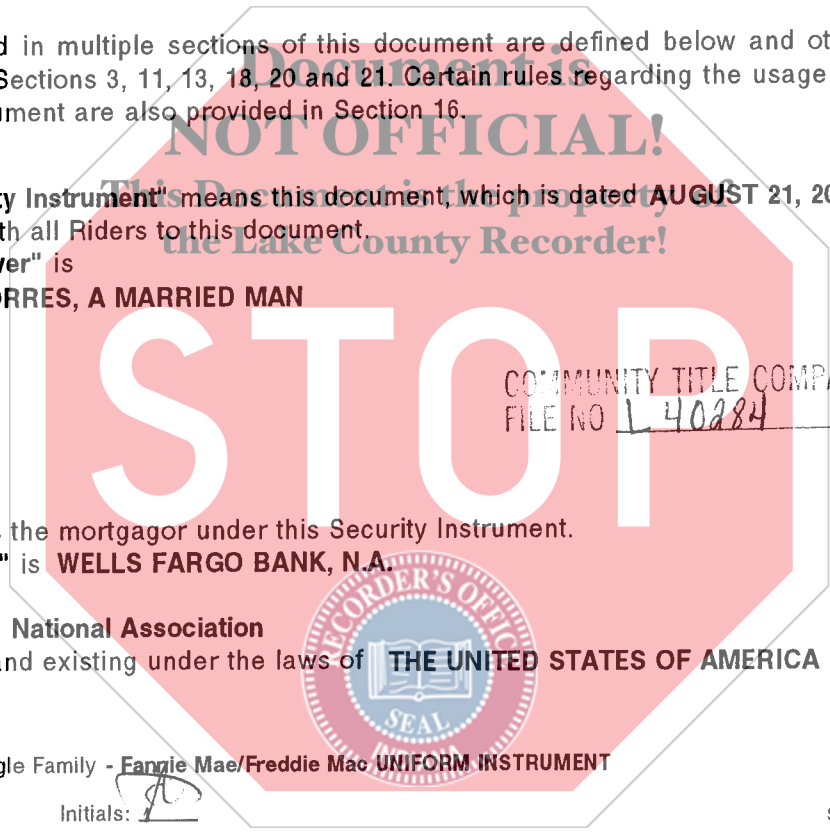 d in multiple sections of this document are defined below and ot
Sections 3, 11, 13, 18, 20 and 21. Certain rules regarding the usage
ument are also provided in Section 16.
Document is
NOT OFFICIAL!
This Document is the property of
the Lake County Recorder!
ty Instrument" means this document, which is dated AUGUST 21, 20
th all Riders to this document.
ver" is
ORRES, A MARRIED MAN
STOP
COMMUNITY TITLE COMPA
FILE NO L 40284
the mortgagor under this Security Instrument.
" is WELLS FARGO BANK, N.A.
National Association
and existing under the laws of THE UNITED STATES OF AMERICA
RECORDER'S OFFICE
SEAL
INDIANA
gle Family - Fannie Mae/Freddie Mac UNIFORM INSTRUMENT
Initials: